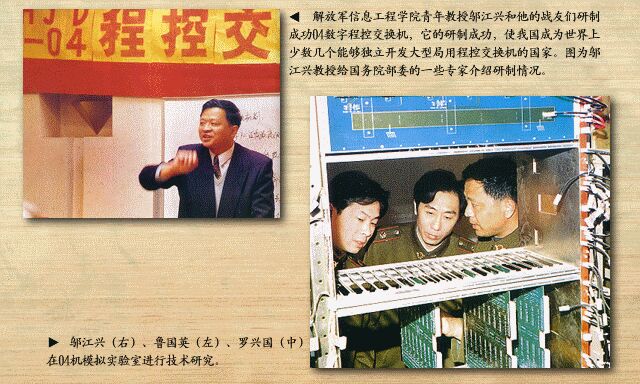 HJD
-04程控交
◀ 解放军信息工程学院青年教授邬江兴和他的战友们研制
成功04数字程控交换机，它的研制成功，使我国成为世界上
少数几个能够独立开发大型局用程控交换机的国家。图为邬
江兴教授给国务院部委的一些专家介绍研制情况。
▶ 邬江兴（右）、鲁国英（左）、罗兴国（中）
在04机模拟实验室进行技术研究。